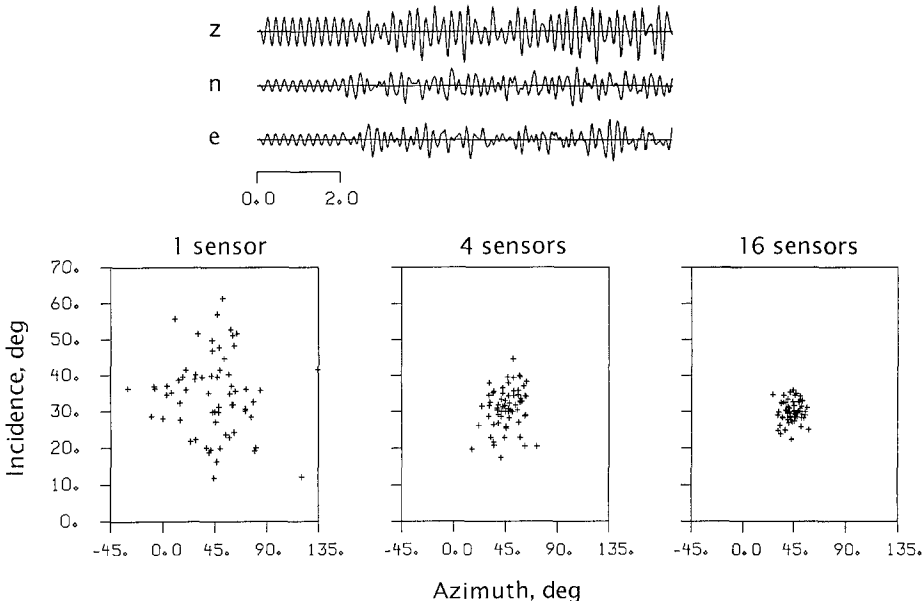 z
n
e
0.0 2.0
1 sensor 4 sensors 16 sensors
70.
60.
50.
40.
30.
20.
10.
0.
Incidence, deg
-45. 0.0 45. 90. 135. -45. 0.0 45. 90. 135. -45. 0.0 45. 90. 135.
Azimuth, deg